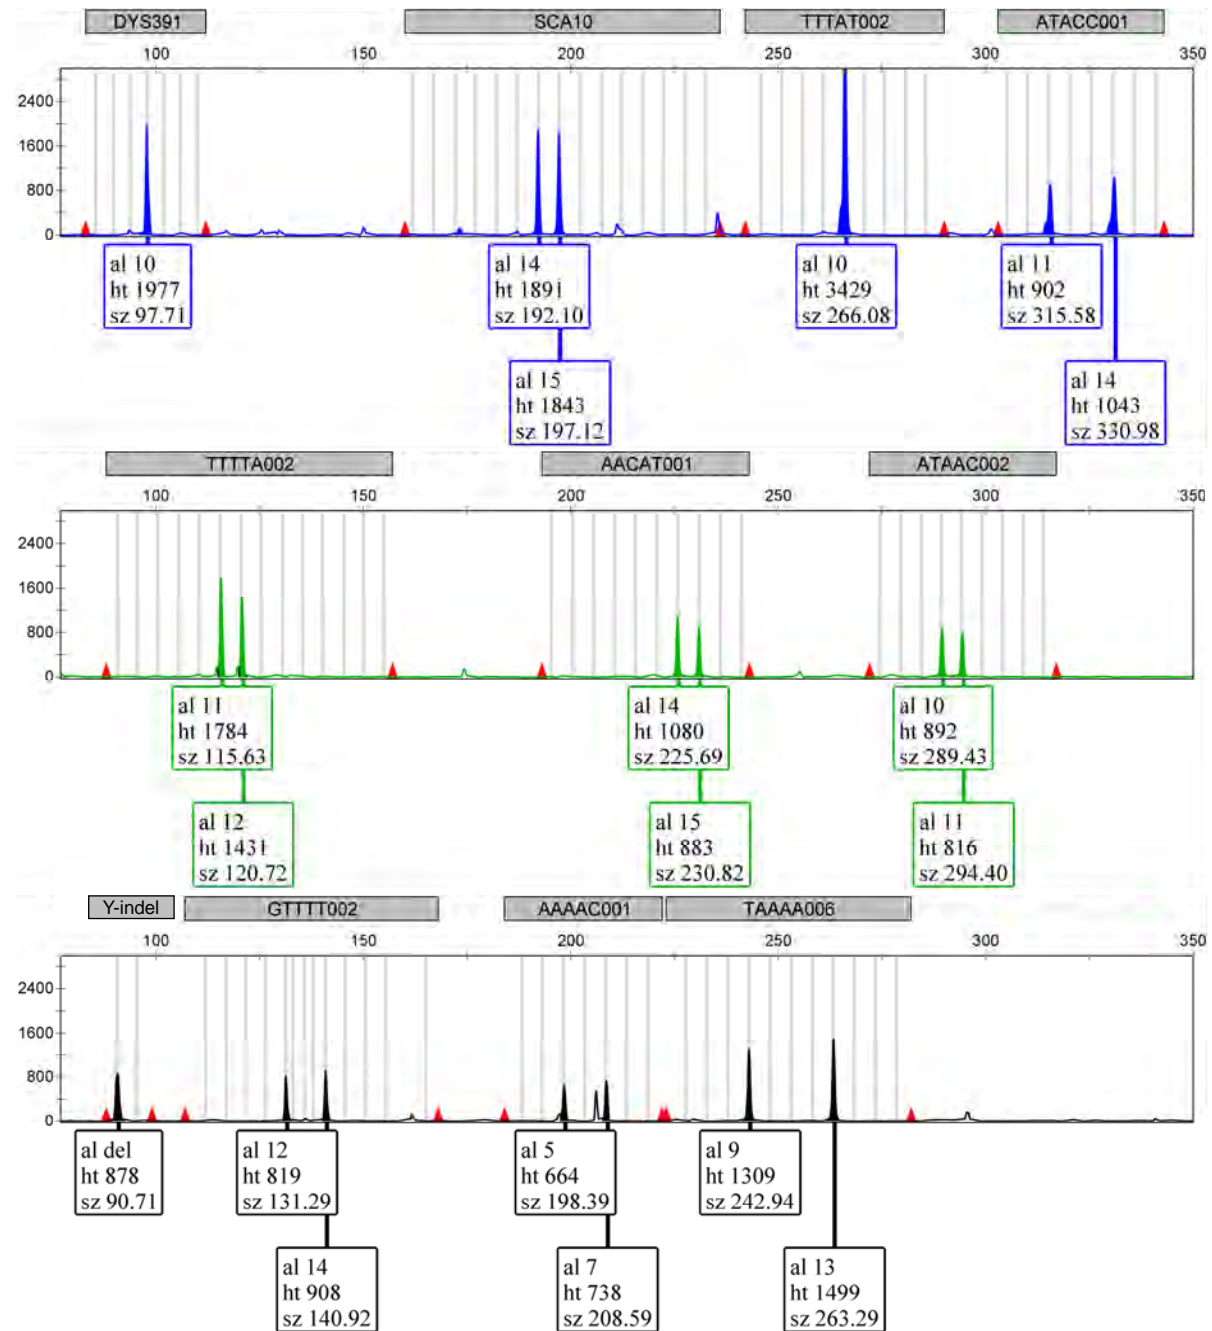 DYS391 SCA10 TTTAT002 ATACC001
100 150 200 250 300 350
2400
1600
800
0
al 10
ht 1977
sz 97.71
al 14
ht 1891
sz 192.10
al 10
ht 3429
sz 266.08
al 11
ht 902
sz 315.58
al 15
ht 1843
sz 197.12
al 14
ht 1043
sz 330.98
TTTTA002 AACAT001 ATAAC002
100 150 200 250 300 350
2400
1600
800
0
al 11
ht 1784
sz 115.63
al 14
ht 1080
sz 225.69
al 10
ht 892
sz 289.43
al 12
ht 1431
sz 120.72
al 15
ht 883
sz 230.82
al 11
ht 816
sz 294.40
Y-indel GTTTT002 AAAAC001 TAAAA006
100 150 200 250 300 350
2400
1600
800
0
al del
ht 878
sz 90.71
al 12
ht 819
sz 131.29
al 5
ht 664
sz 198.39
al 9
ht 1309
sz 242.94
al 14
ht 908
sz 140.92
al 7
ht 738
sz 208.59
al 13
ht 1499
sz 263.29